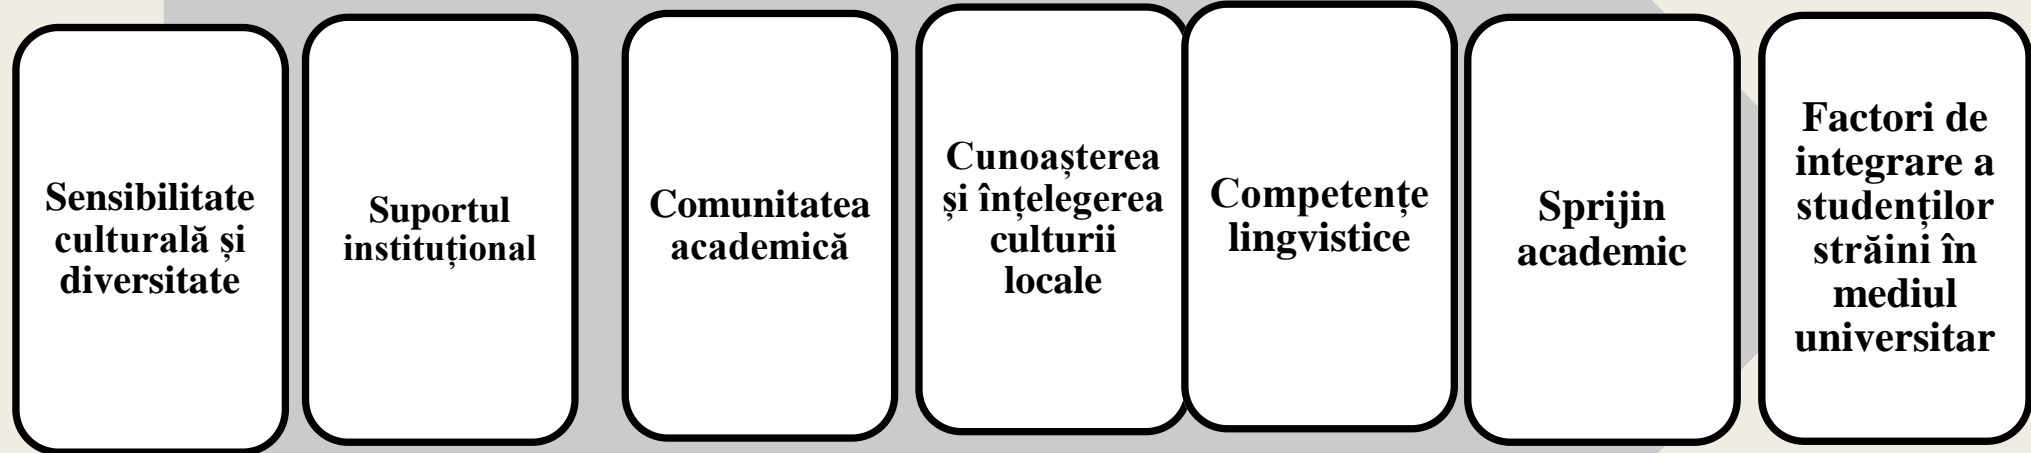 Sensibilitate
culturală și
diversitate
Suportul
instituțional
Comunitatea
academică
Cunoașterea
și înțelegerea
culturii
locale
Competențe
lingvistice
Sprijin
academic
Factori de
integrare a
studenților
străini în
mediul
universitar